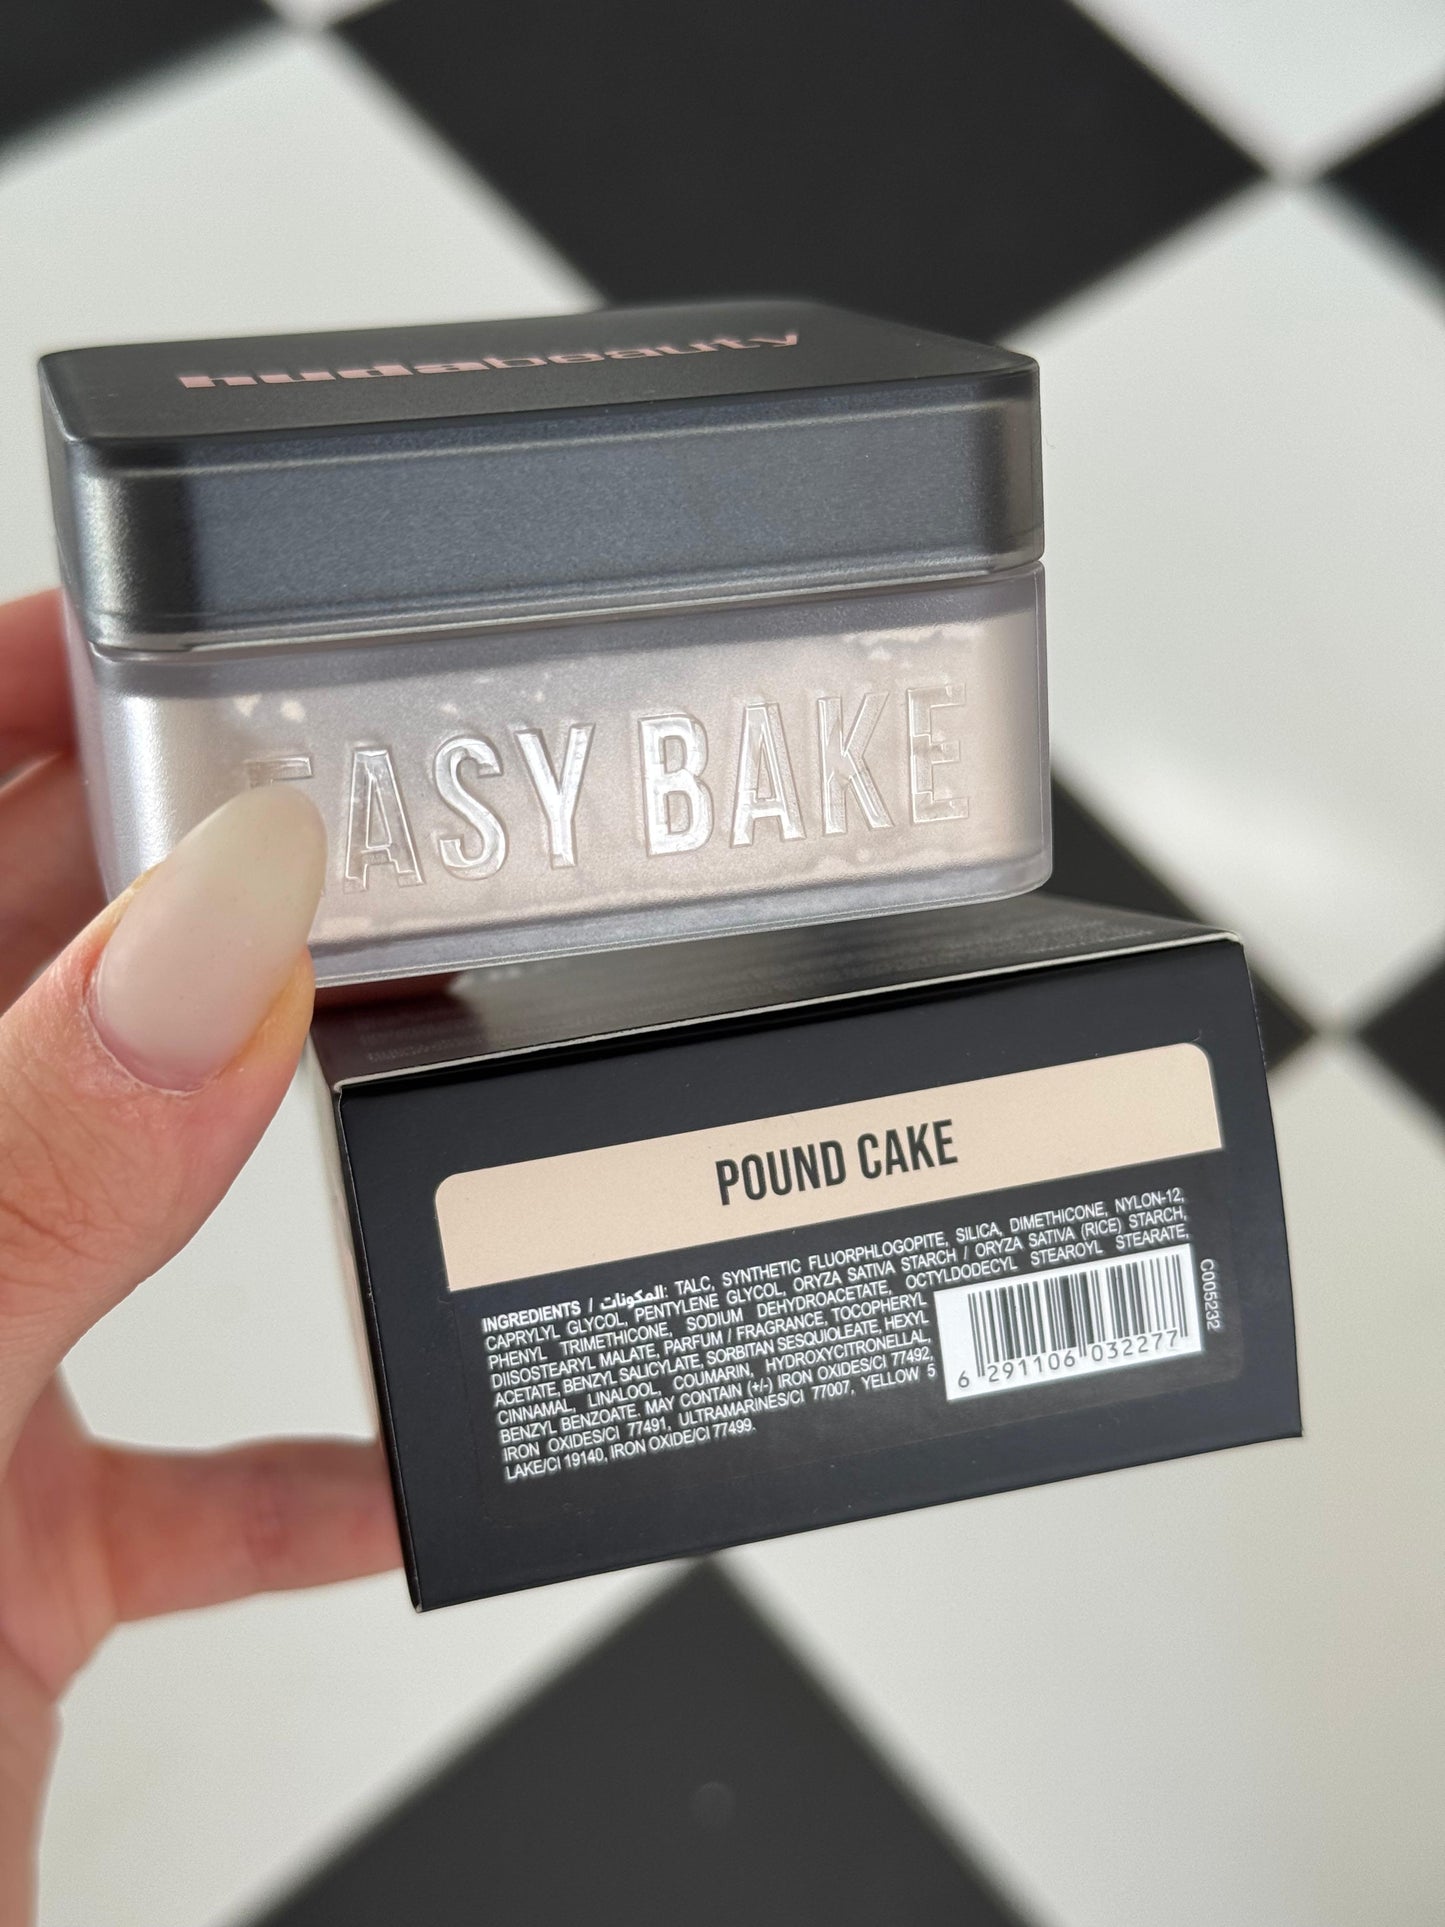 hudabeauty
EASY BAKE
POUND CAKE
INGREDIENTS / المكونات: TALC, SYNTHETIC FLUORPHLOGOPITE, SILICA, DIMETHICONE, NYLON-12,
CAPRYLYL GLYCOL, PENTYLENE GLYCOL, ORYZA SATIVA STARCH / ORYZA SATIVA (RICE) STARCH,
PHENYL TRIMETHICONE, SODIUM DEHYDROACETATE, OCTYLDODECYL STEAROYL STEARATE,
DIISOSTEARYL MALATE, PARFUM / FRAGRANCE, TOCOPHERYL
ACETATE, BENZYL SALICYLATE, SORBITAN SESQUIOLEATE, HEXYL
CINNAMAL, LINALOOL, COUMARIN, HYDROXYCITRONELLAL,
BENZYL BENZOATE. MAY CONTAIN (+/-) IRON OXIDES/CI 77492,
IRON OXIDES/CI 77491, ULTRAMARINES/CI 77007, YELLOW 5
LAKE/CI 19140, IRON OXIDE/CI 77499.
6 291106 032277
C005232